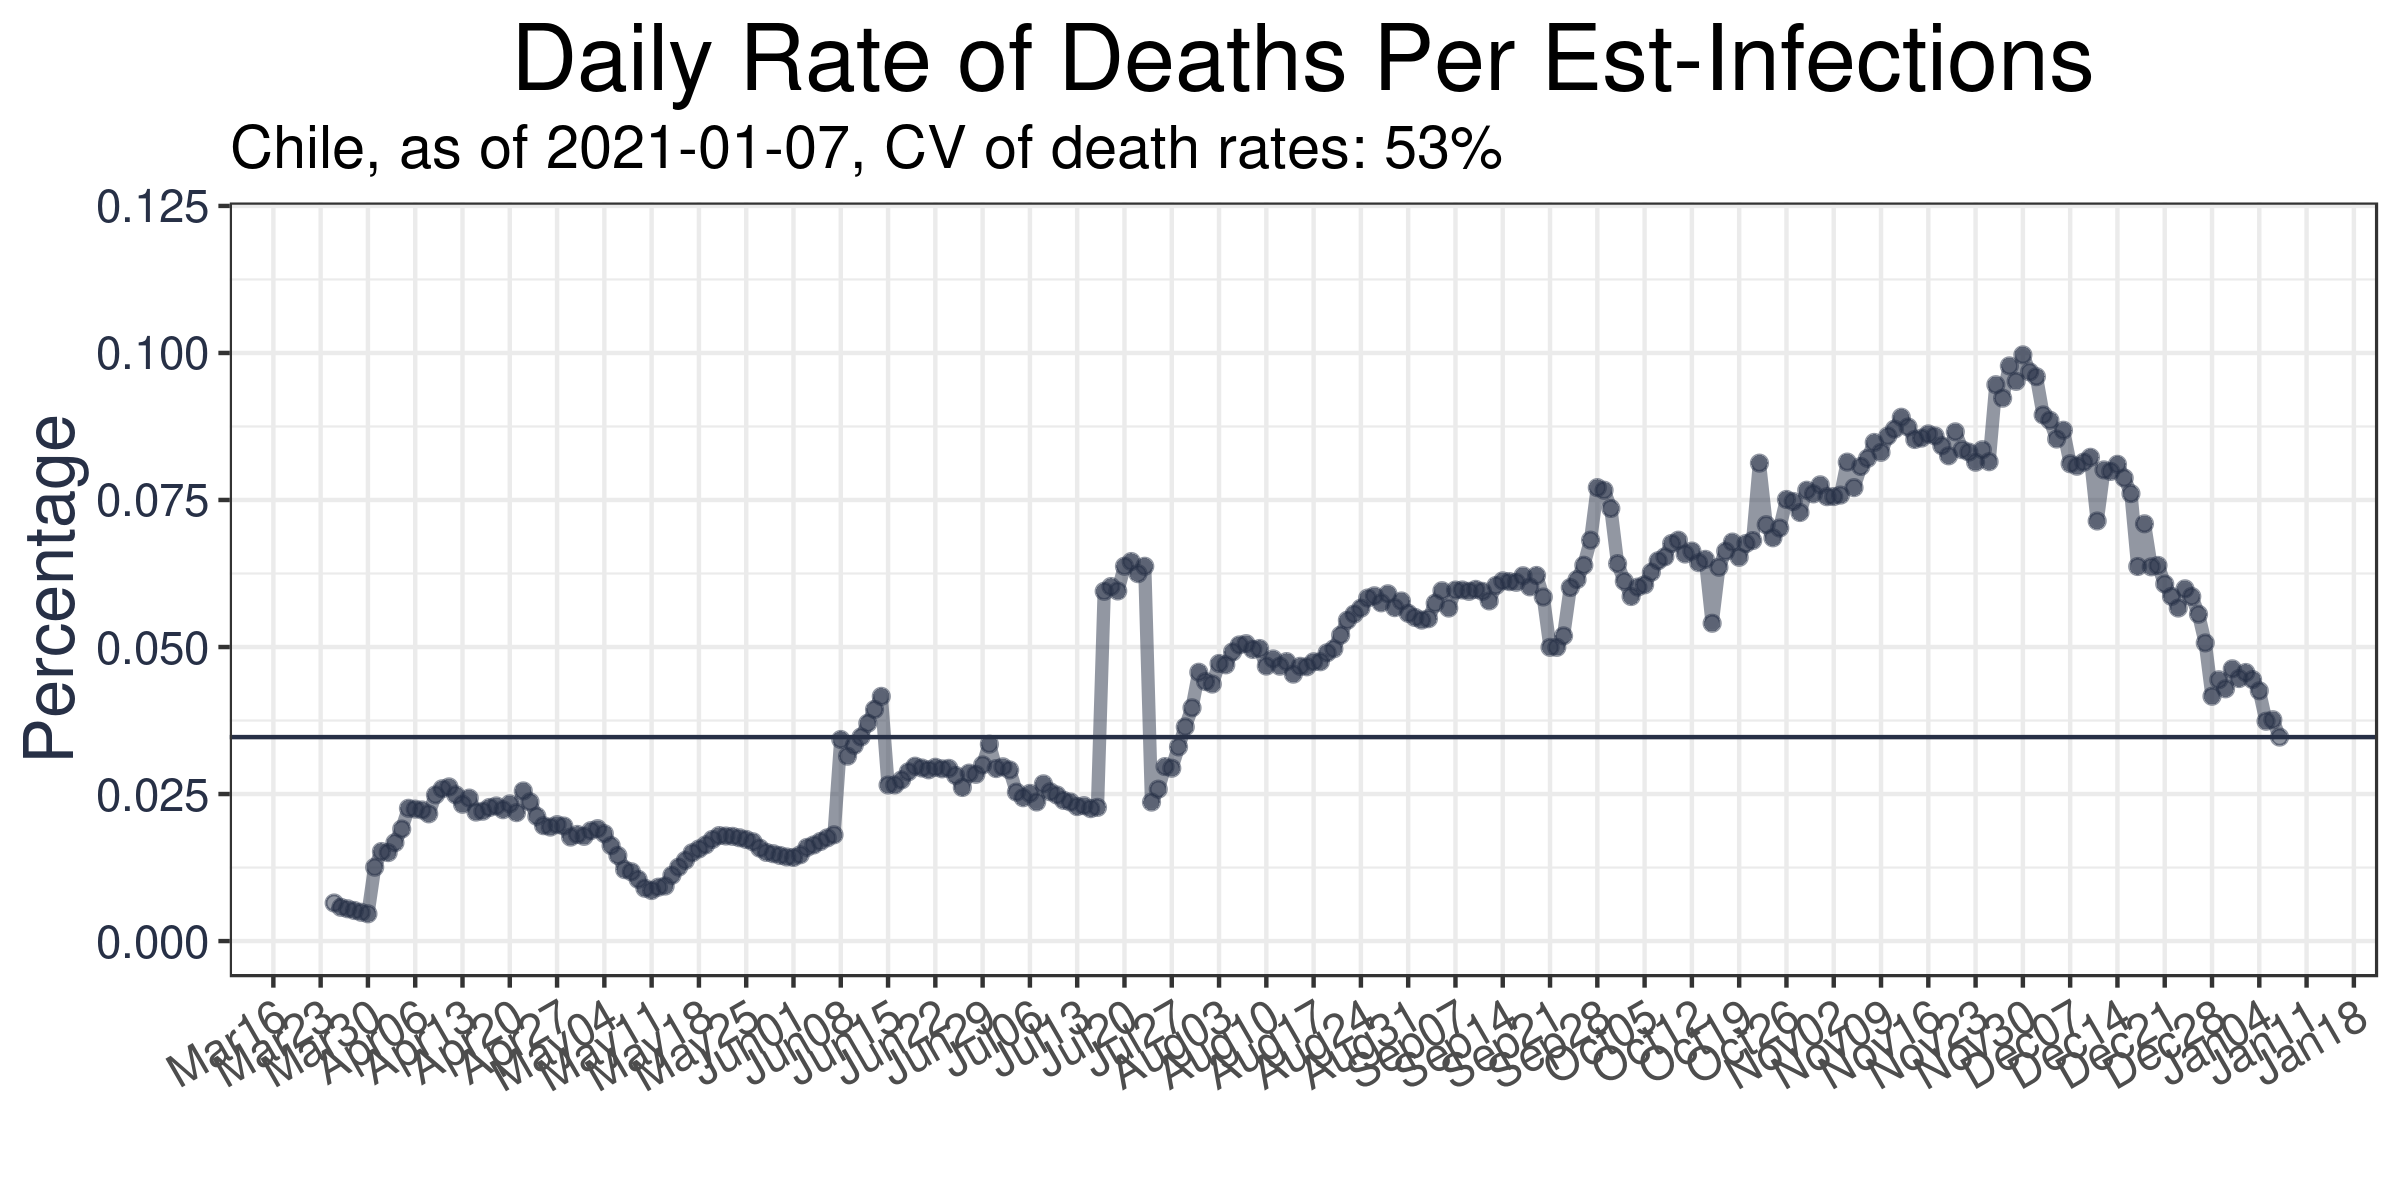 Daily Rate of Deaths Per Est-Infections
Chile, as of 2021-01-07, CV of death rates: 53%
Percentage
0.125
0.100
0.075
0.050
0.025
0.000
Mar16
Mar23
Mar30
Apr06
Apr13
Apr20
Apr27
May04
May11
May18
May25
Jun01
Jun08
Jun15
Jun22
Jun29
Jul06
Jul13
Jul20
Jul27
Aug03
Aug10
Aug17
Aug24
Aug31
Sep07
Sep14
Sep21
Sep28
Oct05
Oct12
Oct19
Oct26
Nov02
Nov09
Nov16
Nov23
Nov30
Dec07
Dec14
Dec21
Dec28
Jan04
Jan11
Jan18